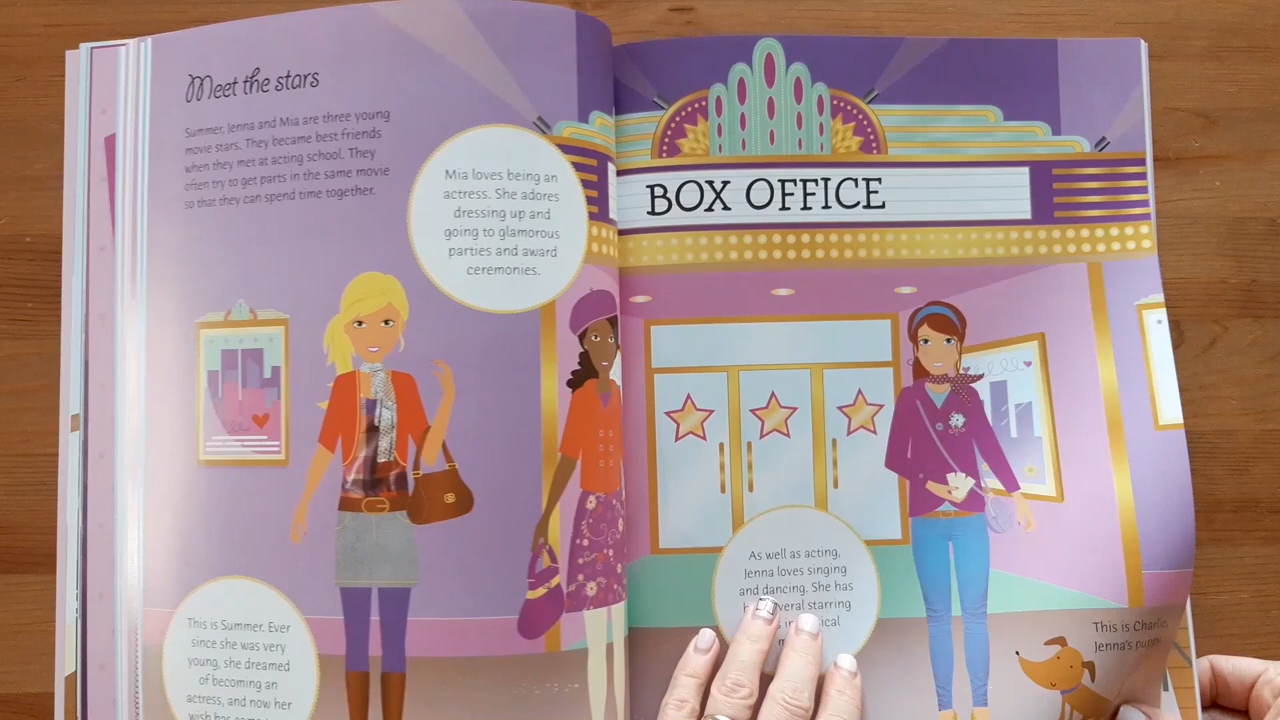 Meet the stars
Summer, Jenna and Mia are three young
movie stars. They became best friends
when they met at acting school. They
often try to get parts in the same movie
so that they can spend time together.
Mia loves being an
actress. She adores
dressing up and
going to glamorous
parties and award
ceremonies.
This is Summer. Ever
since she was very
young, she dreamed
of becoming an
actress, and now her
BOX OFFICE
As well as acting,
Jenna loves singing
and dancing. She has
starring
in
This is Charlie,
Jenna's puppy.